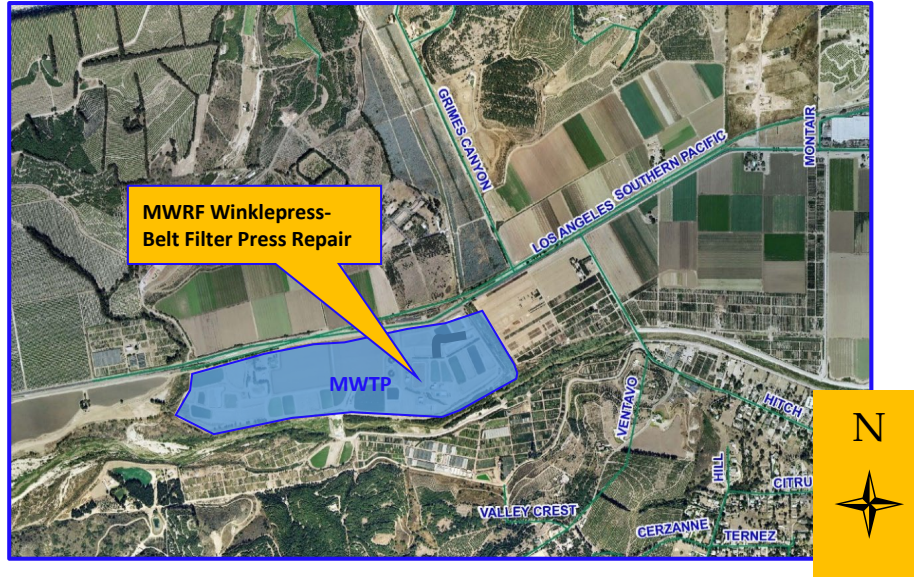 GRIMES CANYON
MONTAIR
LOS ANGELES SOUTHERN PACIFIC
MWRF Winklepress-
Belt Filter Press Repair
MWTP
VENTAVO
HITCH
HILL
CITRU
VALLEY CREST
CERZANNE
TERNEZ
N